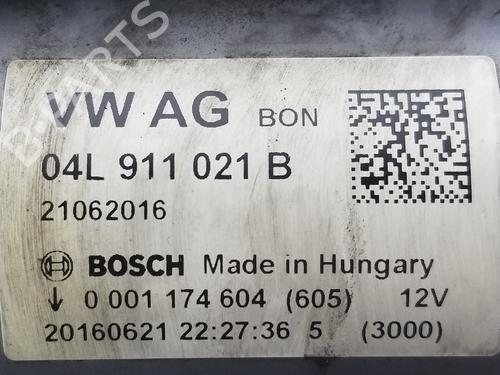 VW AG BON
04L 911 021 B
21062016
BOSCH Made in Hungary
↓ 0 001 174 604 (605) 12V
20160621 22:27:36 5 (3000)
B-PARTS